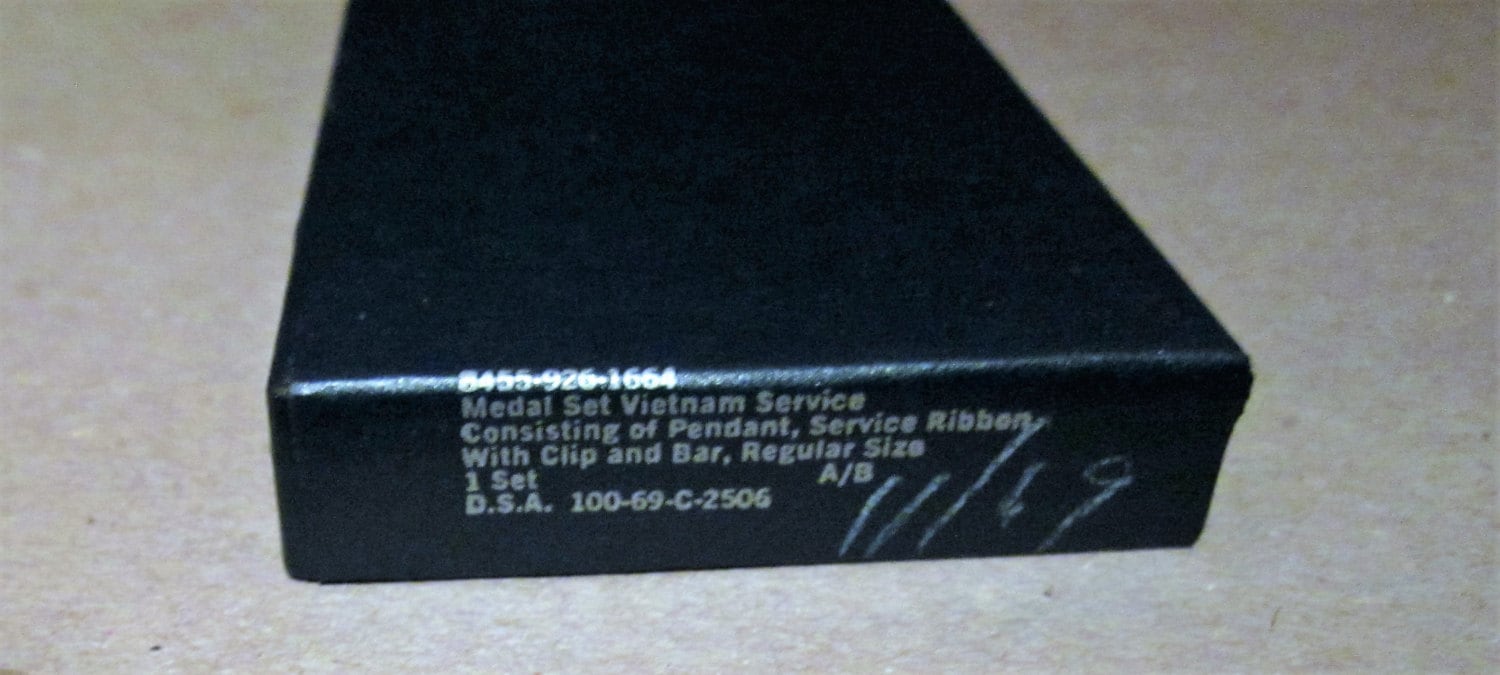 8455-926-1664
Medal Set Vietnam Service
Consisting of Pendant, Service Ribbon
With Clip and Bar, Regular Size
1 Set A/B
D.S.A. 100-69-C-2506
11/69